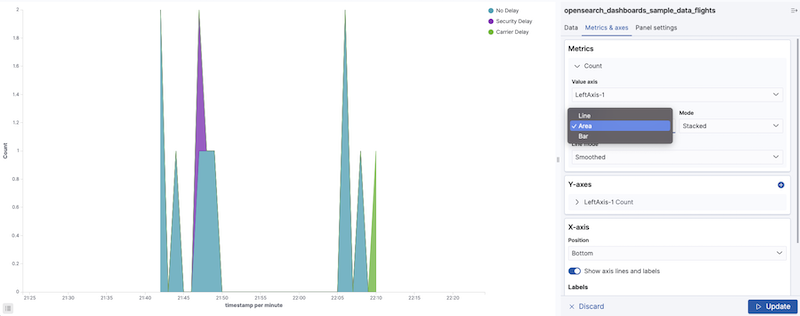 opensearch_dashboards_sample_data_flights
Data Metrics & axes Panel settings
Metrics
Count
Value axis
LeftAxis-1
Line
Area
Bar
Mode
Stacked
Line mode
Smoothed
Y-axes
LeftAxis-1 Count
X-axis
Position
Bottom
Show axis lines and labels
Labels
Discard
Update
No Delay
Security Delay
Carrier Delay
Count
2
1.8
1.6
1.4
1.2
1
0.8
0.6
0.4
0.2
0
21:25 21:30 21:35 21:40 21:45 21:50 21:55 22:00 22:05 22:10 22:15 22:20
timestamp per minute